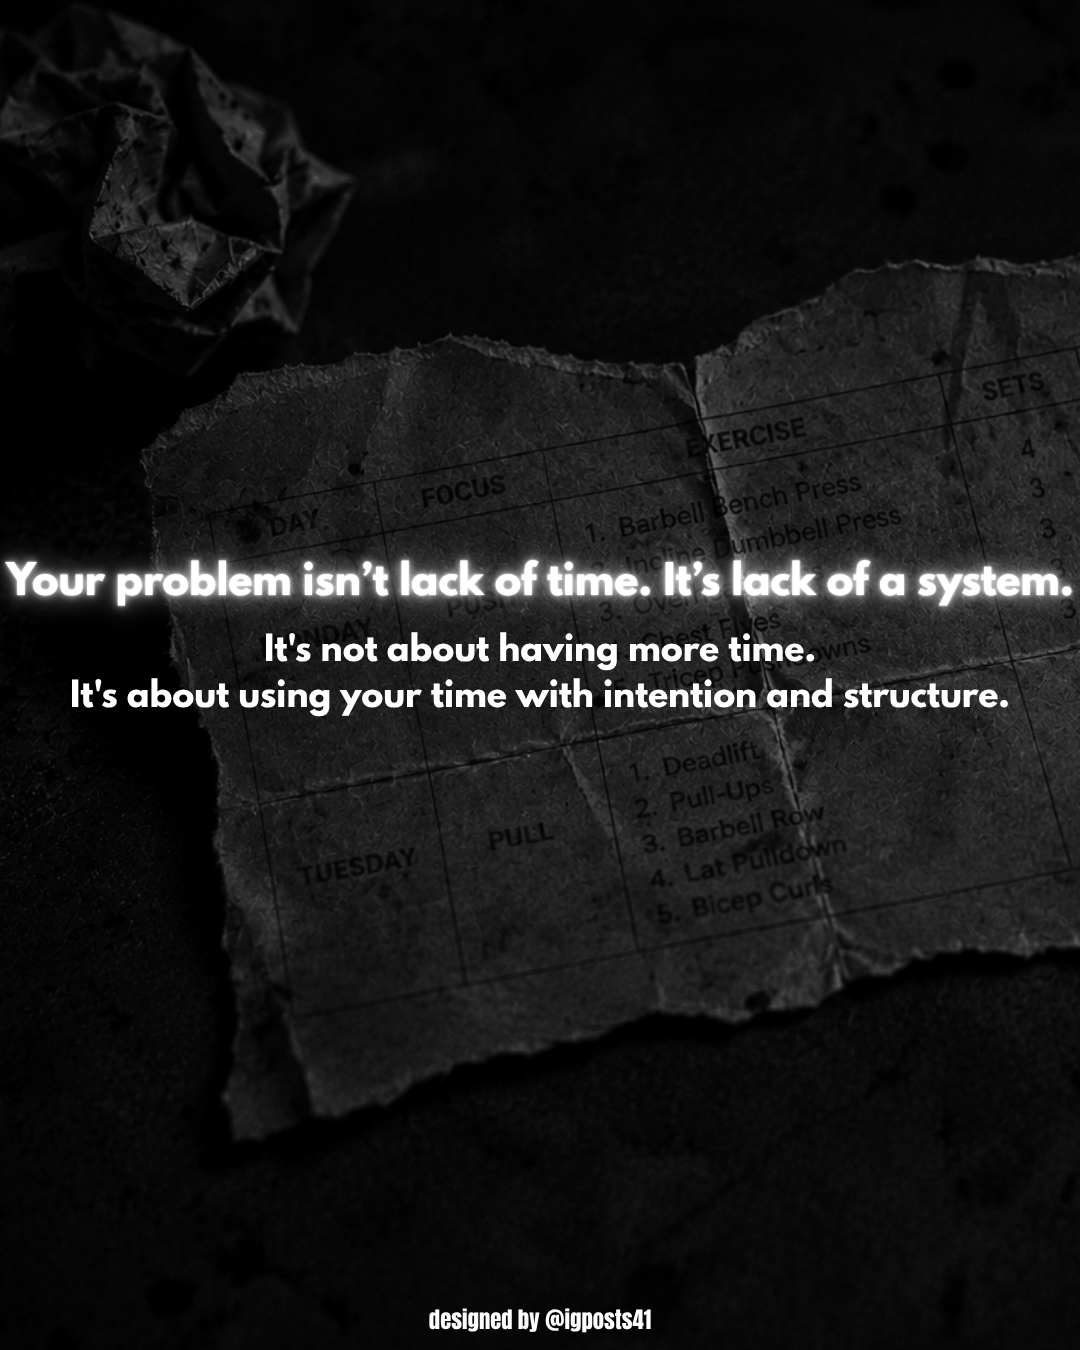 SETS
EXERCISE
4
FOCUS
3
DAY
1. Barbell Bench Press
3
Incline Dumbbell Press
Your problem isn’t lack of time. It’s lack of a system.
3.
3
It's not about having more time.
Chest Flyes
It's about using your time with intention and structure.
1. Deadlift
2. Pull-Ups
PULL
3. Barbell Row
TUESDAY
4. Lat Pulldown
5. Bicep Curls
designed by @igposts41